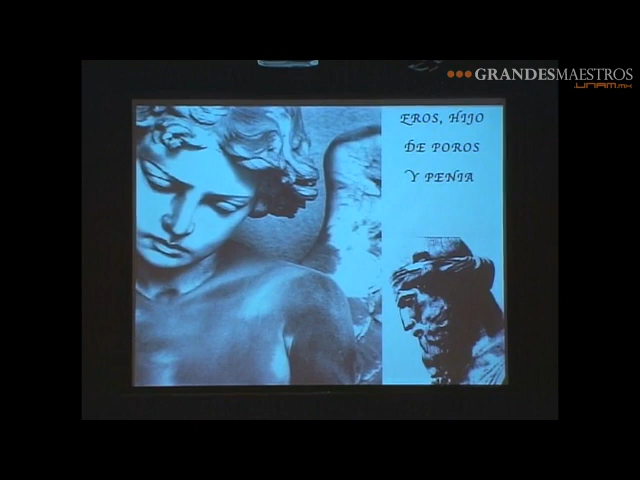 GRANDESMAESTROS
.UNAM.mx
EROS, HIJO
DE POROS
Y PENIA